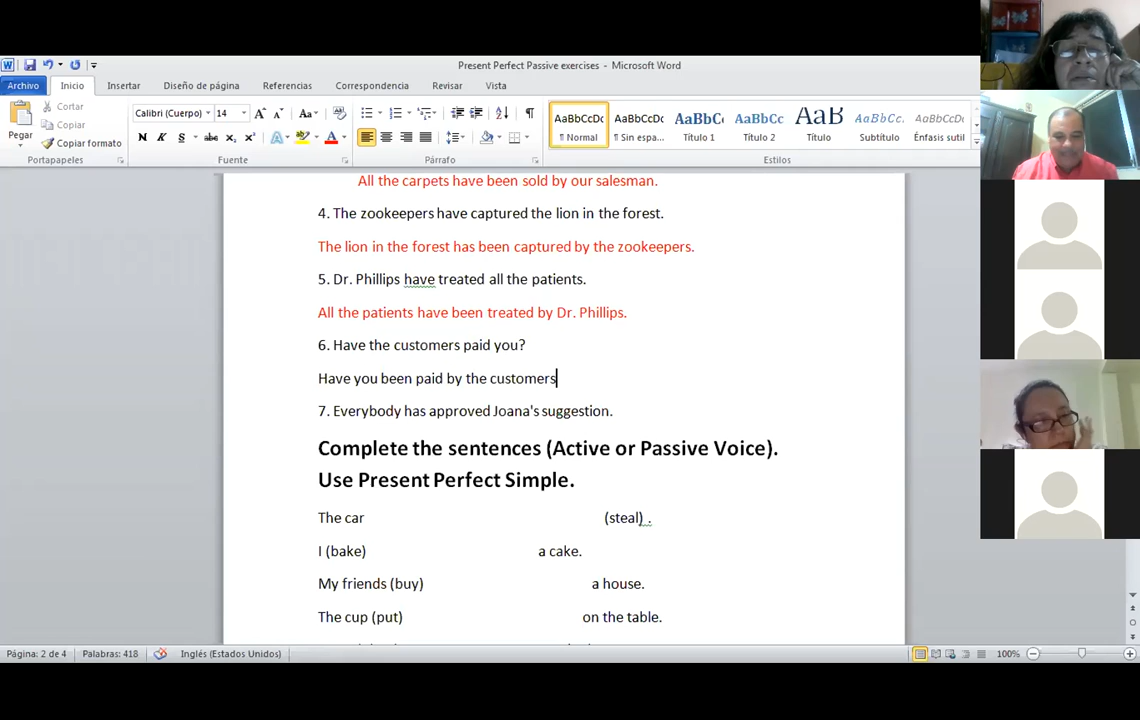 Present Perfect Passive exercises - Microsoft Word
Archivo Inicio Insertar Diseño de página Referencias Correspondencia Revisar Vista
Pegar
Cortar
Copiar
Copiar formato
Portapapeles
Calibri (Cuerpo) 14
Fuente
Párrafo
AaBbCcDc AaBbCcDc AaBbC AaBbCc AaB AaBbCc. AaBbCcDc
¶ Normal ¶ Sin espa... Título 1 Título 2 Título Subtítulo Énfasis sutil
Estilos
All the carpets have been sold by our salesman.
4. The zookeepers have captured the lion in the forest.
The lion in the forest has been captured by the zookeepers.
5. Dr. Phillips have treated all the patients.
All the patients have been treated by Dr. Phillips.
6. Have the customers paid you?
Have you been paid by the customers
7. Everybody has approved Joana's suggestion.
Complete the sentences (Active or Passive Voice).
Use Present Perfect Simple.
The car (steal) .
I (bake) a cake.
My friends (buy) a house.
The cup (put) on the table.
Página: 2 de 4 Palabras: 418 Inglés (Estados Unidos) 100%